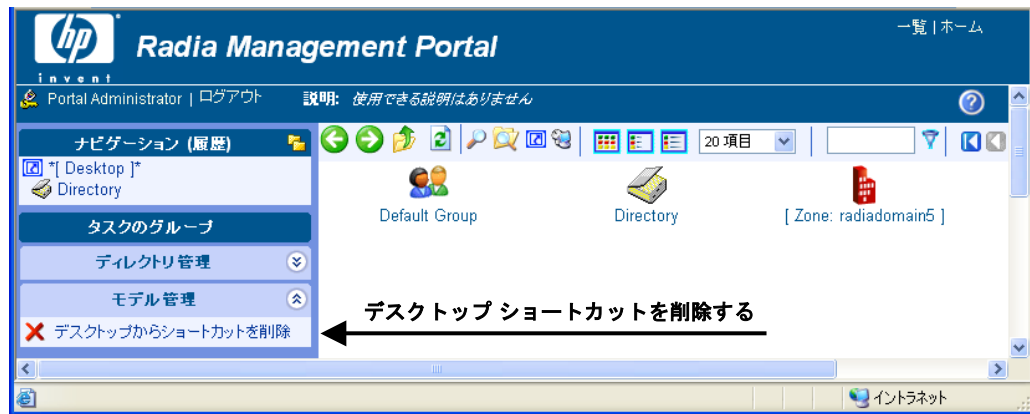 hp
invent
Radia Management Portal
一覧 | ホーム
Portal Administrator | ログアウト
説明: 使用できる説明はありません
?
ナビゲーション (履歴)
20 項目
*[ Desktop ]*
Directory
Default Group
Directory
[ Zone: radiadomain5 ]
タスクのグループ
ディレクトリ管理
モデル管理
デスクトップからショートカットを削除
デスクトップ ショートカットを削除する
イントラネット